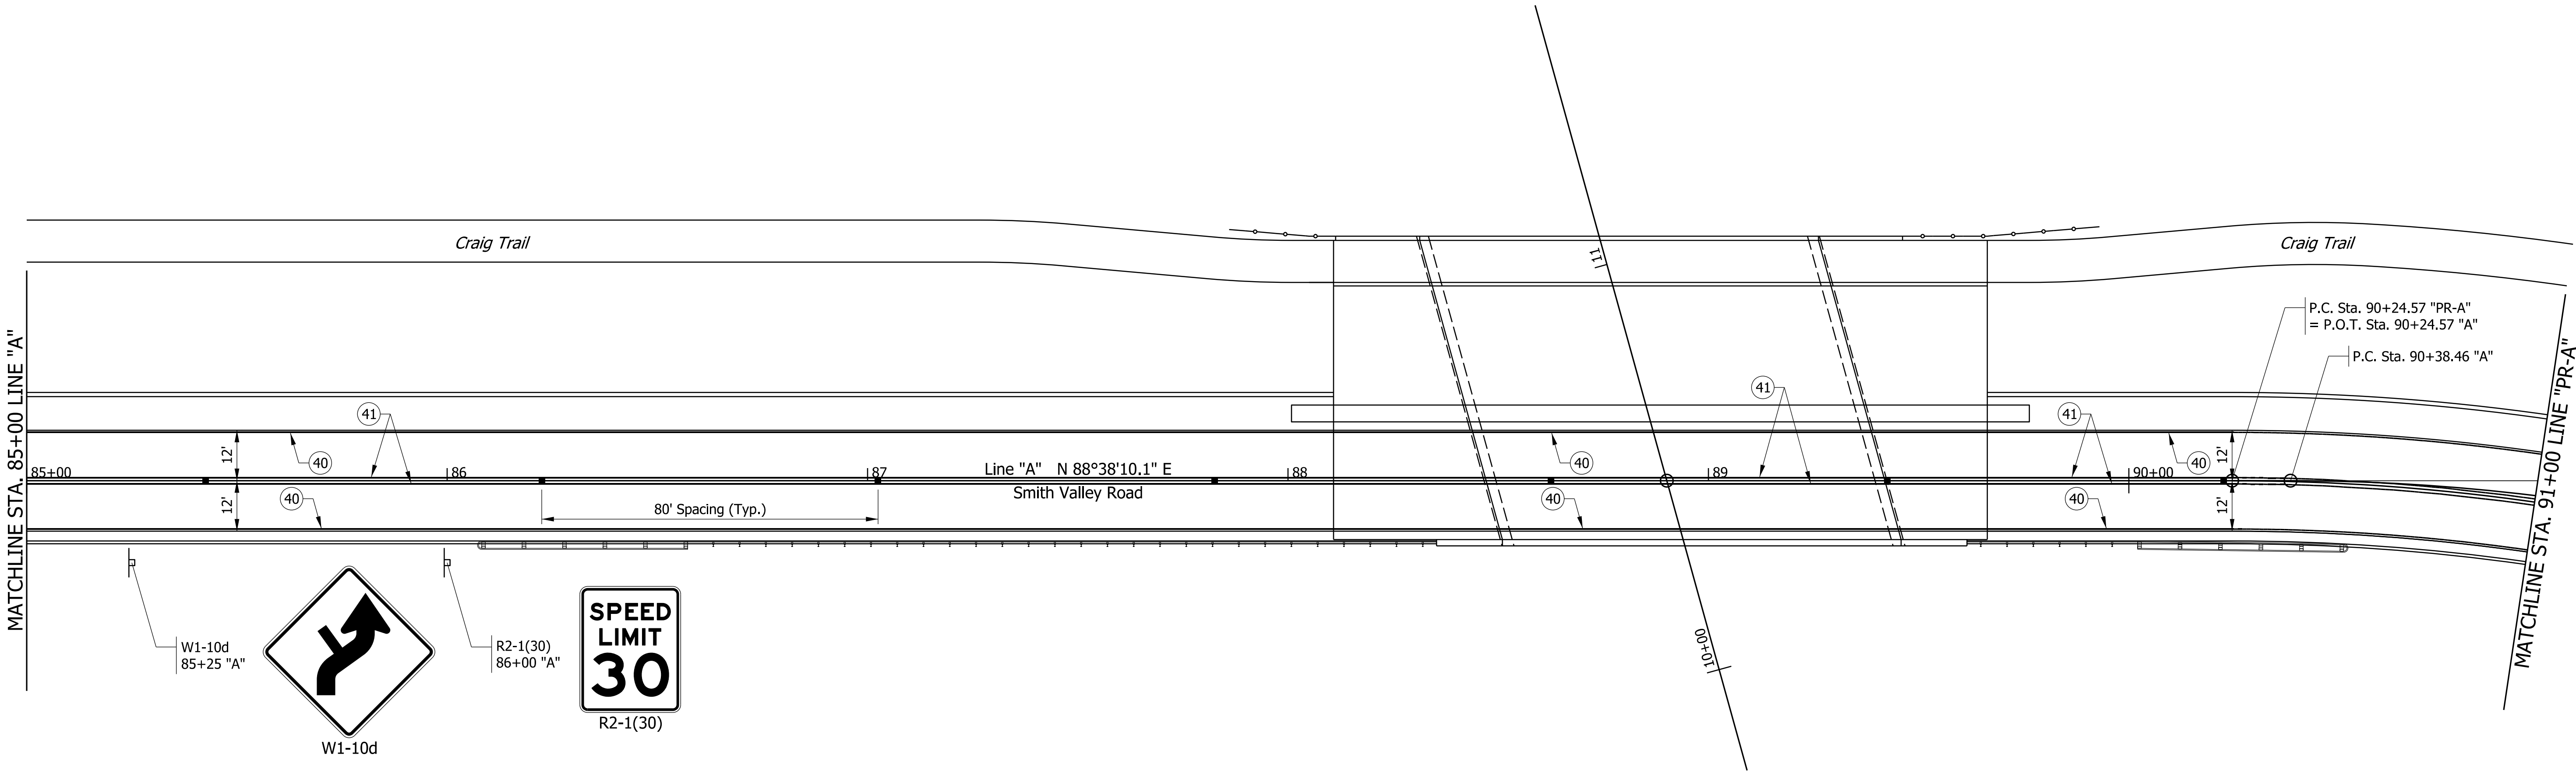 Craig Trail
Craig Trail
11
P.C. Sta. 90+24.57 "PR-A"
= P.O.T. Sta. 90+24.57 "A"
P.C. Sta. 90+38.46 "A"
MATCHLINE STA. 85+00 LINE "A"
MATCHLINE STA. 91+00 LINE "PR-A"
41
41
41
12'
40
40
40
12'
85+00
86
87
Line "A" N 88°38'10.1" E
88
89
90+00
Smith Valley Road
12'
40
80' Spacing (Typ.)
40
40
12'
10+00
W1-10d
85+25 "A"
R2-1(30)
86+00 "A"
SPEED
LIMIT
30
R2-1(30)
W1-10d